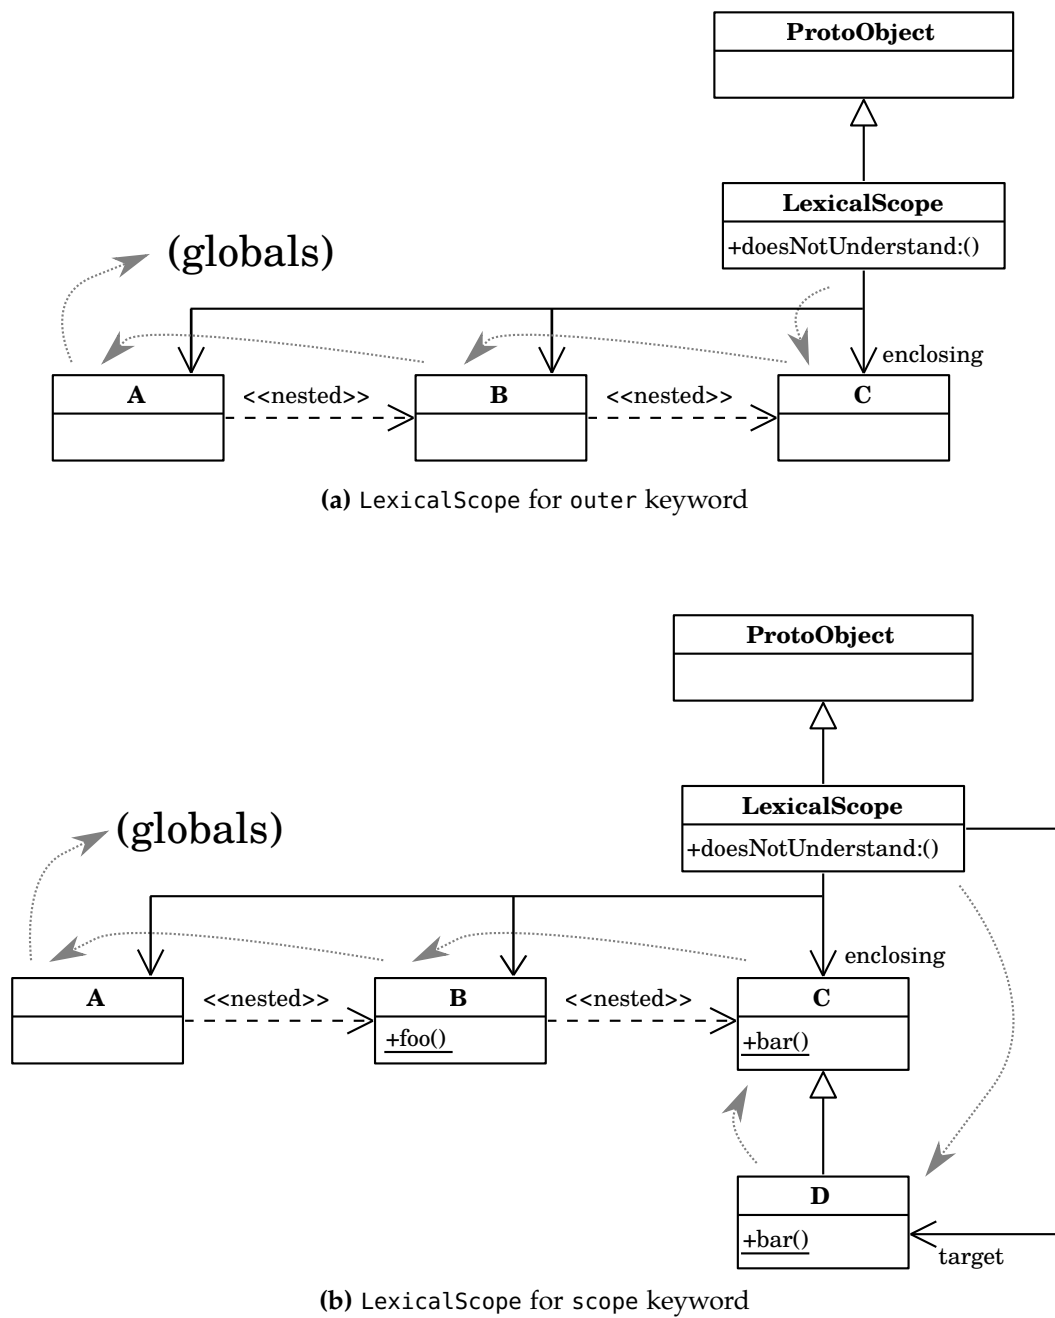 ProtoObject
LexicalScope
+doesNotUnderstand:()
(globals)
enclosing
A <<nested>> B <<nested>> C
(a) LexicalScope for outer keyword
ProtoObject
LexicalScope
+doesNotUnderstand:()
(globals)
enclosing
A <<nested>> B <<nested>> C
+foo() +bar()
D
+bar()
target
(b) LexicalScope for scope keyword